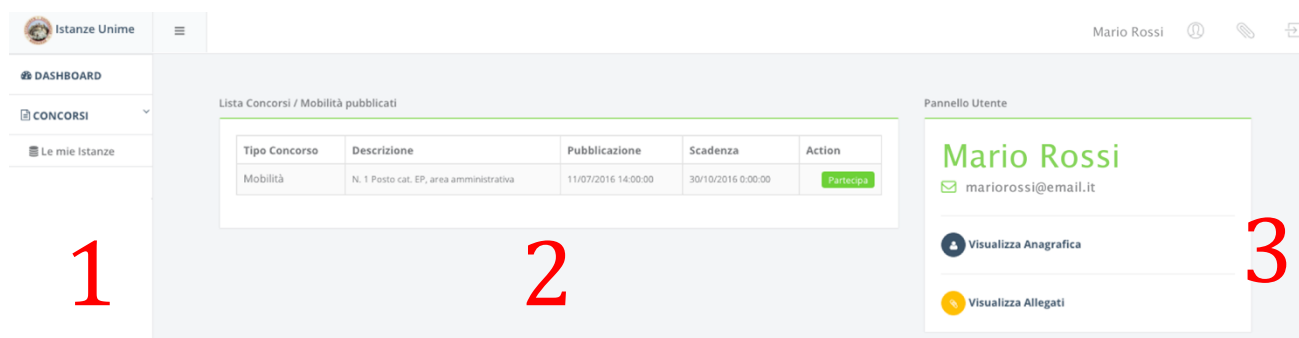 Istanze Unime
Mario Rossi
DASHBOARD
CONCORSI
Le mie Istanze
1
Lista Concorsi / Mobilità pubblicati
Tipo Concorso Descrizione Pubblicazione Scadenza Action
Mobilità N. 1 Posto cat. EP, area amministrativa 11/07/2016 14:00:00 30/10/2016 0:00:00 Partecipa
2
Pannello Utente
Mario Rossi
mariorossi@email.it
Visualizza Anagrafica
Visualizza Allegati
3